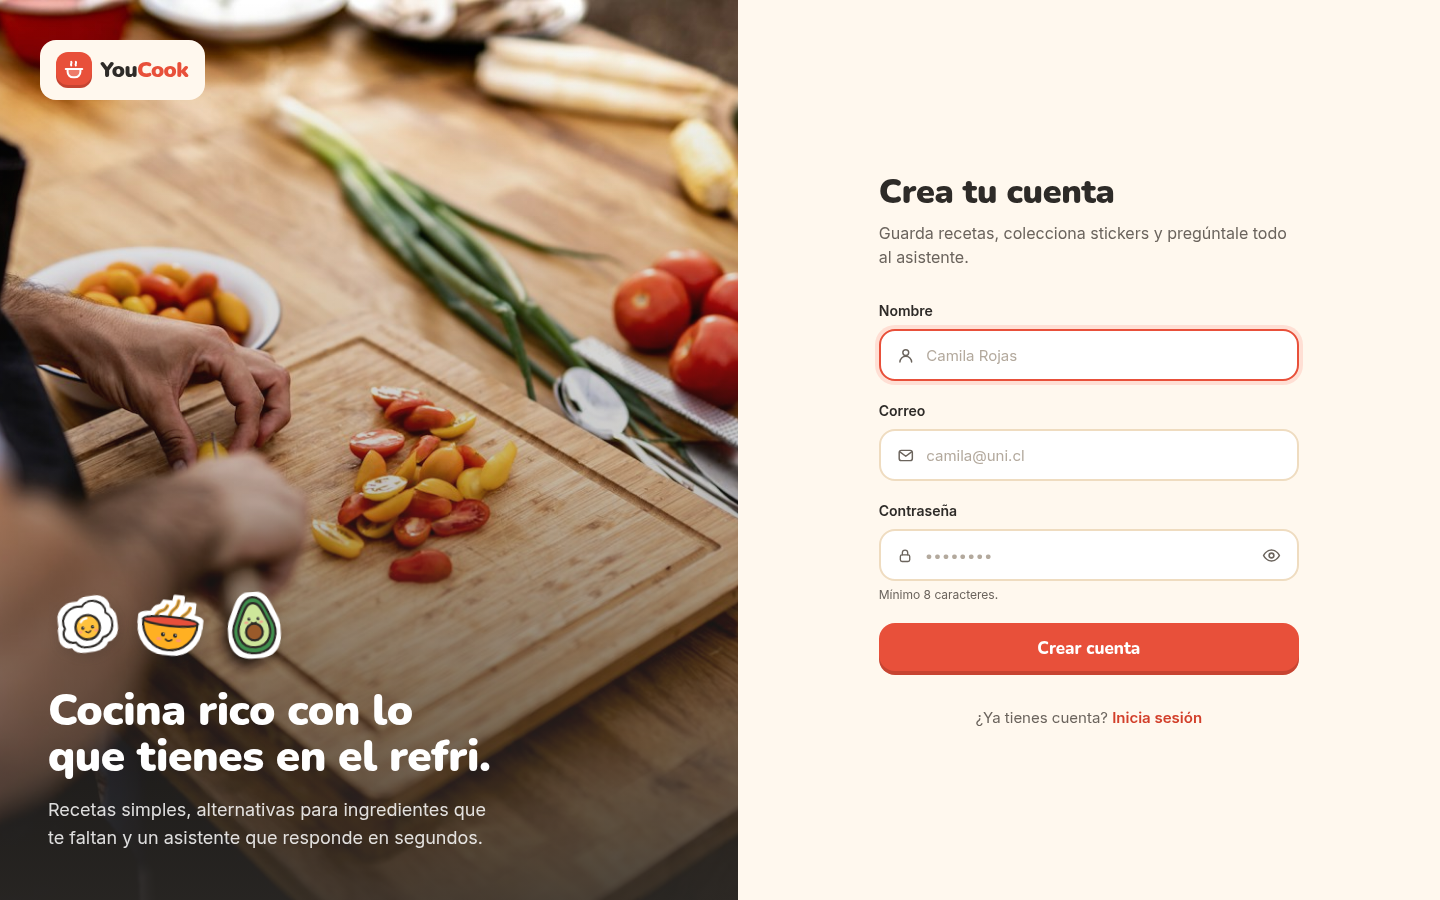 YouCook
Cocina rico con lo
que tienes en el refri.
Recetas simples, alternativas para ingredientes que
te faltan y un asistente que responde en segundos.
Crea tu cuenta
Guarda recetas, colecciona stickers y pregúntale todo
al asistente.
Nombre
Camila Rojas
Correo
camila@uni.cl
Contraseña
••••••••
Mínimo 8 caracteres.
Crear cuenta
¿Ya tienes cuenta? Inicia sesión